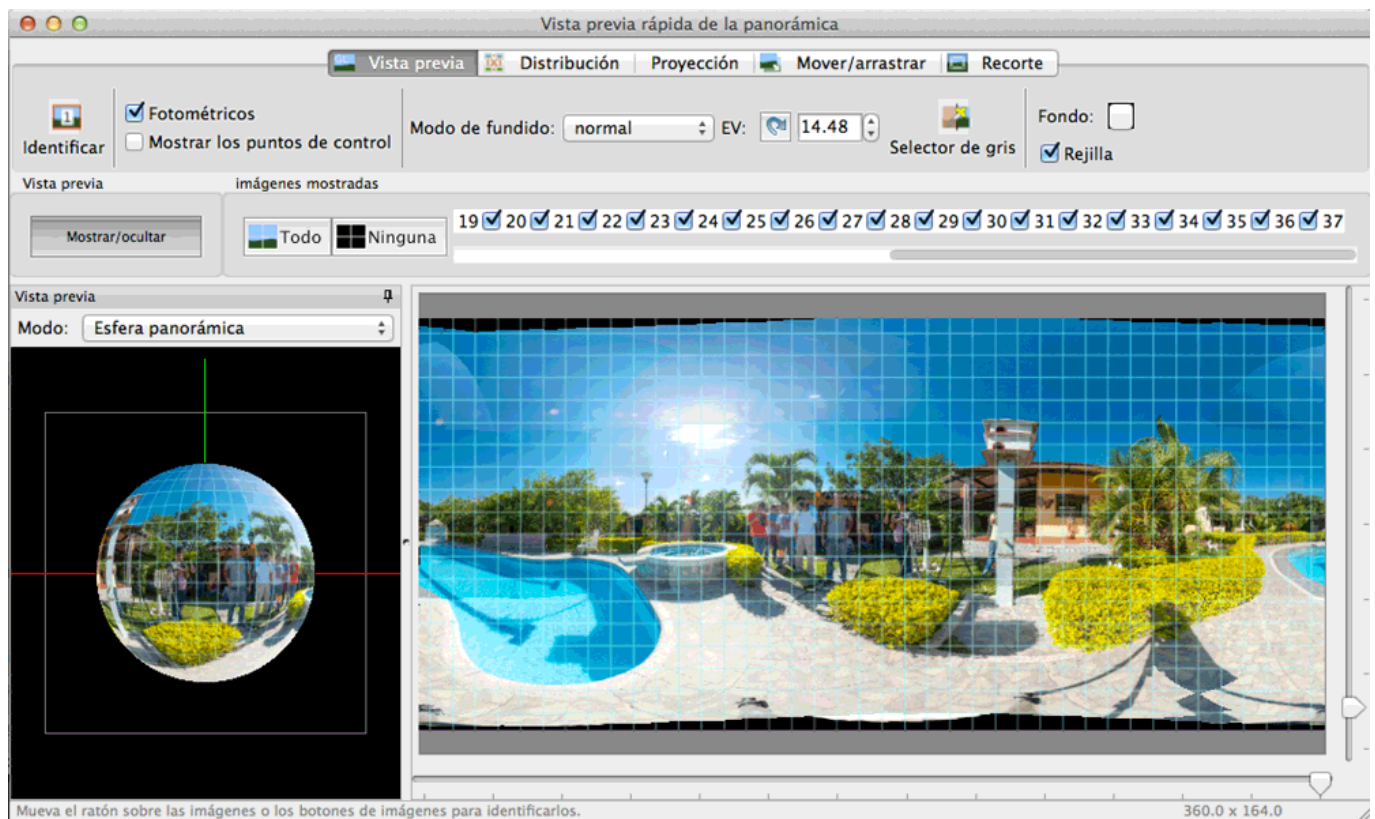 Vista previa rápida de la panorámica
Vista previa Distribución Proyección Mover/arrastrar Recorte
1
Identificar
Fotométricos
Mostrar los puntos de control
Modo de fundido: normal EV: 14.48
Selector de gris
Fondo:
Rejilla
Vista previa
imágenes mostradas
Mostrar/ocultar
Todo Ninguna
19 20 21 22 23 24 25 26 27 28 29 30 31 32 33 34 35 36 37
Vista previa
Modo: Esfera panorámica
Mueva el ratón sobre las imágenes o los botones de imágenes para identificarlos.
360.0 x 164.0